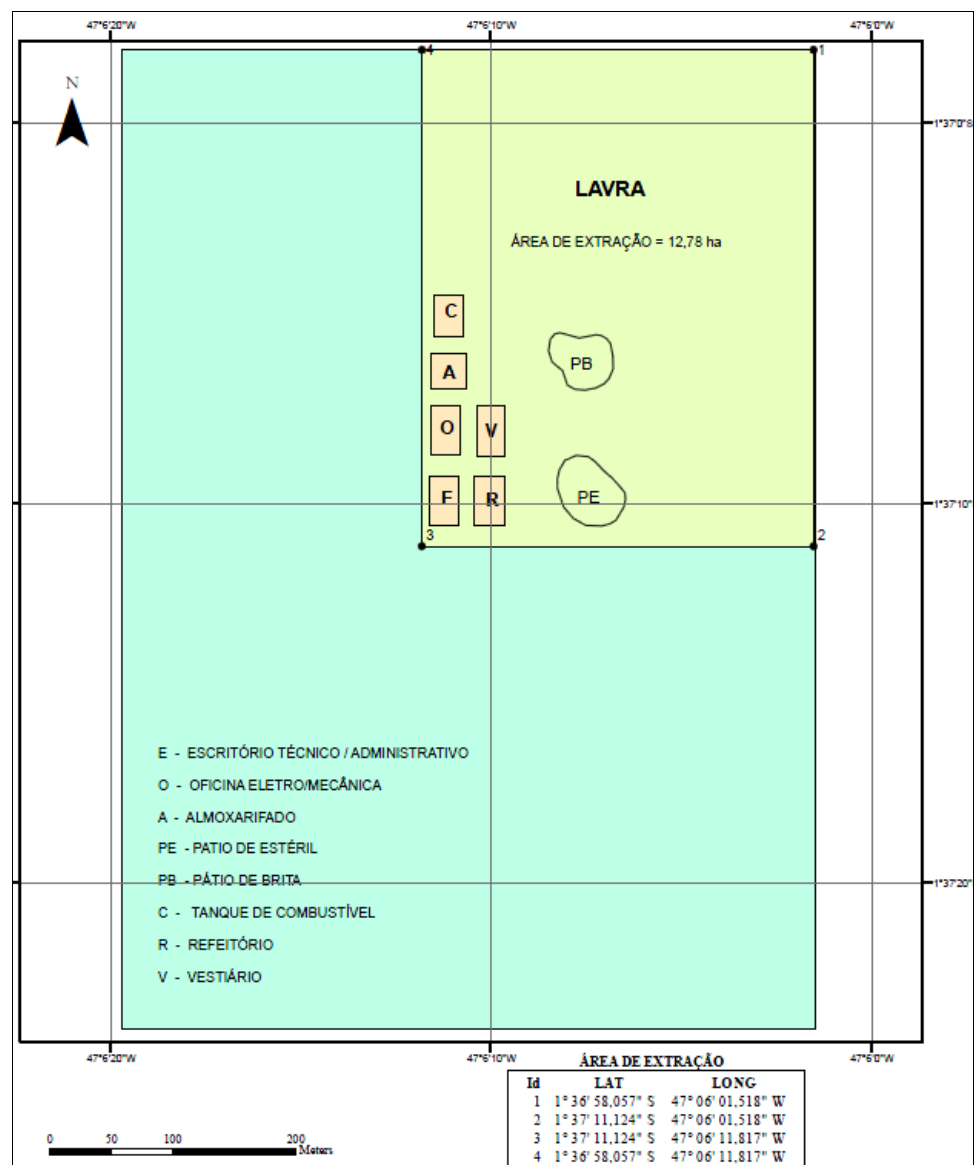 47°6'20"W 47°6'10"W 47°6'0"W
4 1
N
1°37'0"S
LAVRA
ÁREA DE EXTRAÇÃO = 12,78 ha
C
PB
A
O V
E R PE
1°37'10"
3 2
E - ESCRITÓRIO TÉCNICO / ADMINISTRATIVO
O - OFICINA ELETRO/MECÂNICA
A - ALMOXARIFADO
PE - PATIO DE ESTÉRIL
PB - PÁTIO DE BRITA
1°37'20"
C - TANQUE DE COMBUSTÍVEL
R - REFEITÓRIO
V - VESTIÁRIO
47°6'20"W 47°6'10"W 47°6'0"W
ÁREA DE EXTRAÇÃO
Id LAT LONG
1 1° 36' 58,057" S 47° 06' 01,518" W
2 1° 37' 11,124" S 47° 06' 01,518" W
3 1° 37' 11,124" S 47° 06' 11,817" W
4 1° 36' 58,057" S 47° 06' 11,817" W
0 50 100 200
Meters